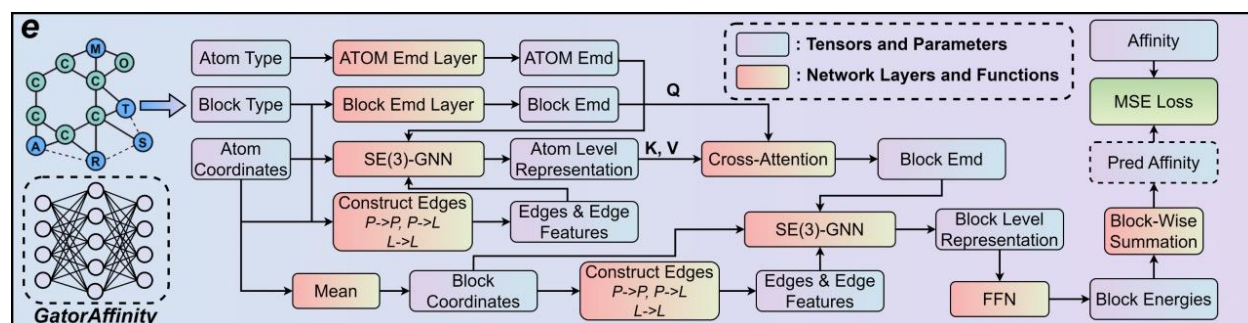 e
M
C
O
C
C
C
C
T
C
C
S
A
R
GatorAffinity
Atom Type
ATOM Emd Layer
ATOM Emd
Block Type
Block Emd Layer
Block Emd
Q
Atom
Coordinates
SE(3)-GNN
Atom Level
Representation
K, V
Cross-Attention
Block Emd
Construct Edges
P->P, P->L
L->L
Edges & Edge
Features
SE(3)-GNN
Block Level
Representation
Mean
Block
Coordinates
Construct Edges
P->P, P->L
L->L
Edges & Edge
Features
FFN
Block Energies
Block-Wise
Summation
Pred Affinity
MSE Loss
Affinity
: Tensors and Parameters
: Network Layers and Functions